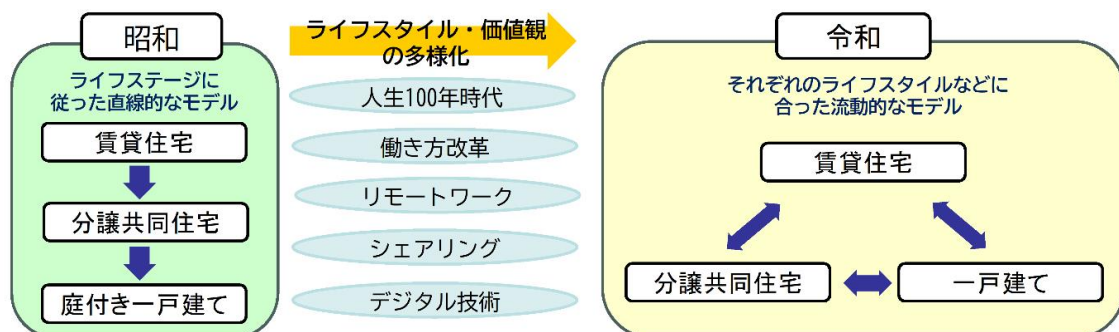 昭和
ライフステージに
従った直線的なモデル
賃貸住宅
分譲共同住宅
庭付き一戸建て
ライフスタイル・価値観
の多様化
人生100年時代
働き方改革
リモートワーク
シェアリング
デジタル技術
令和
それぞれのライフスタイルなどに
合った流動的なモデル
賃貸住宅
分譲共同住宅
一戸建て